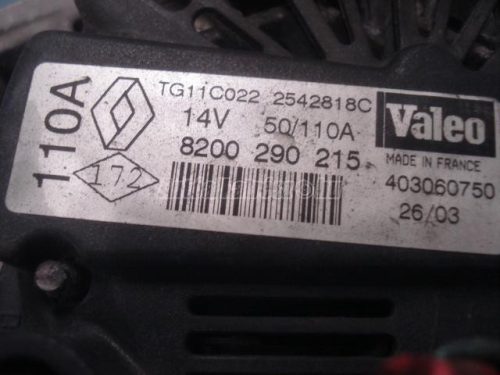 110A
172
TG11C022 2542818C
14V 50/110A
8200 290 215
Valeo
MADE IN FRANCE
403060750
26/03